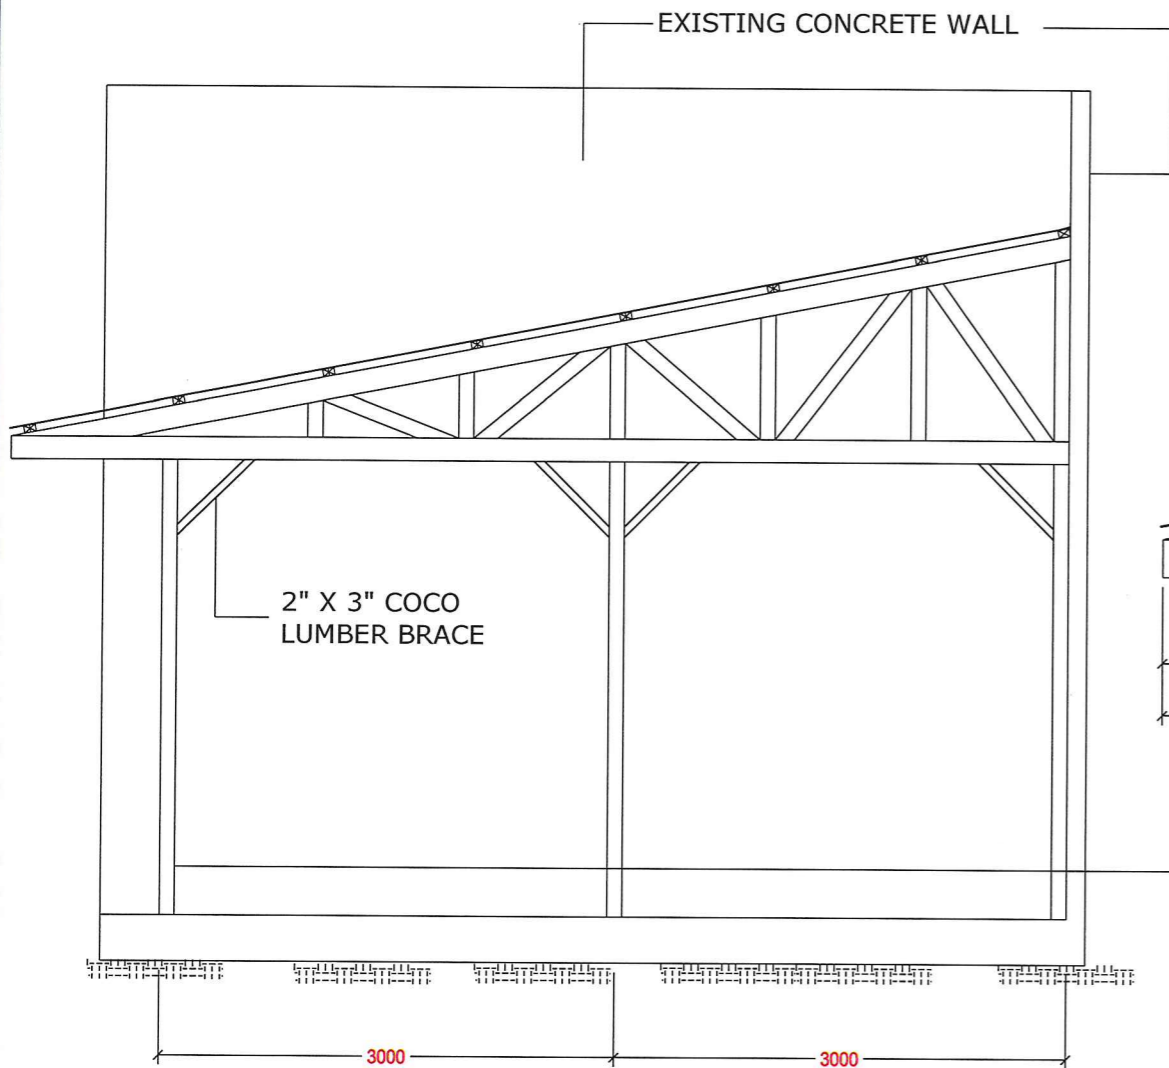 EXISTING CONCRETE WALL
2" X 3" COCO
LUMBER BRACE
3000
3000